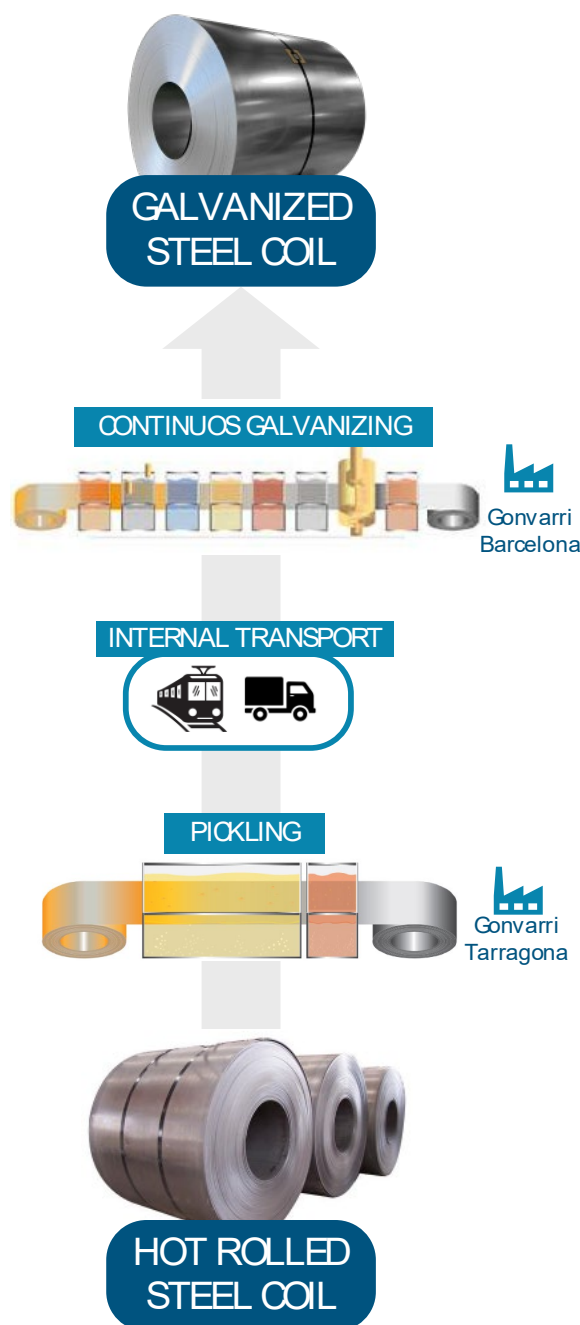 GALVANIZED
STEEL COIL
CONTINUOS GALVANIZING
Gonvarri
Barcelona
INTERNAL TRANSPORT
PICKLING
Gonvarri
Tarragona
HOT ROLLED
STEEL COIL